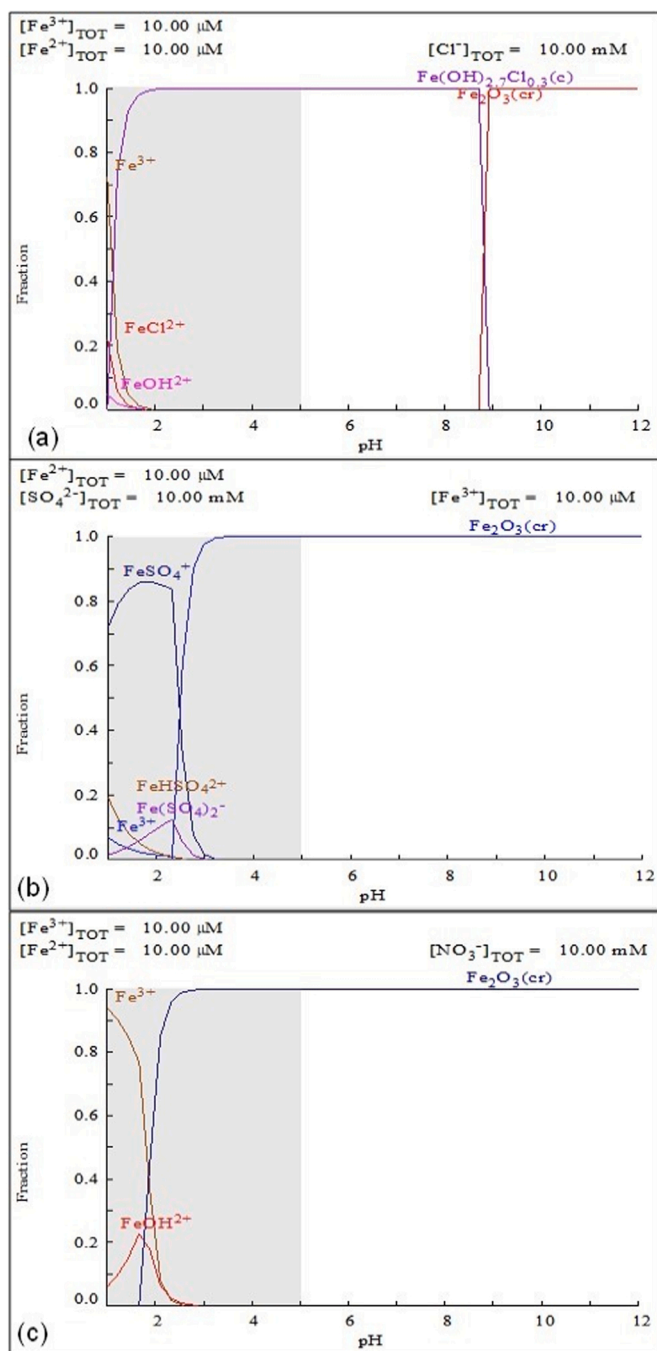 [Fe³⁺]TOT = 10.00 µM
[Fe²⁺]TOT = 10.00 µM [Cl⁻]TOT = 10.00 mM
Fe(OH)₂.₇Cl₀.₃(c)
1.0 Fe₂O₃(cr)
Fe³⁺
0.8
0.6
Fraction
0.4
FeCl²⁺
0.2
FeOH²⁺
0.0
2 4 6 8 10 12
(a) pH
[Fe²⁺]TOT = 10.00 µM
[SO₄²⁻]TOT = 10.00 mM [Fe³⁺]TOT = 10.00 µM
Fe₂O₃(cr)
1.0
FeSO₄⁺
0.8
0.6
Fraction
0.4
FeHSO₄²⁺
0.2
Fe(SO₄)₂⁻
Fe³⁺
0.0
2 4 6 8 10 12
(b) pH
[Fe³⁺]TOT = 10.00 µM
[Fe²⁺]TOT = 10.00 µM [NO₃⁻]TOT = 10.00 mM
Fe₂O₃(cr)
1.0 Fe³⁺
0.8
0.6
Fraction
0.4
FeOH²⁺
0.2
0.0
2 4 6 8 10 12
(c) pH